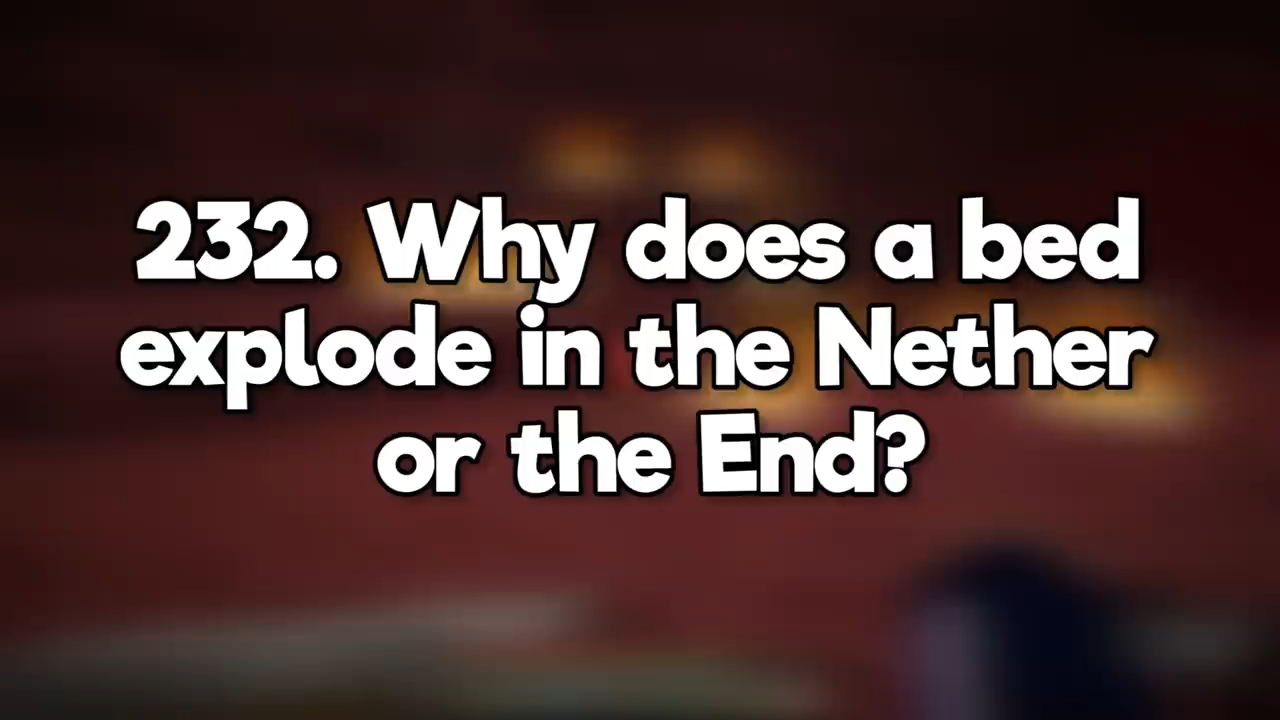 232. Why does a bed
explode in the Nether
or the End?